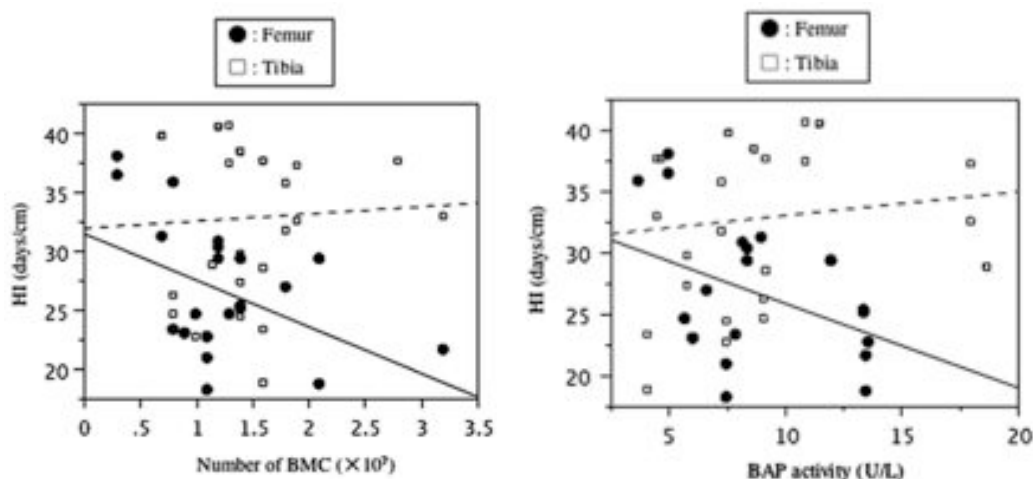 ● : Femur
□ : Tibia
HI (days/cm)
40
35
30
25
20
0 .5 1 1.5 2 2.5 3 3.5
Number of BMC (×10⁷)
● : Femur
□ : Tibia
HI (days/cm)
40
35
30
25
20
5 10 15 20
BAP activity (U/L)